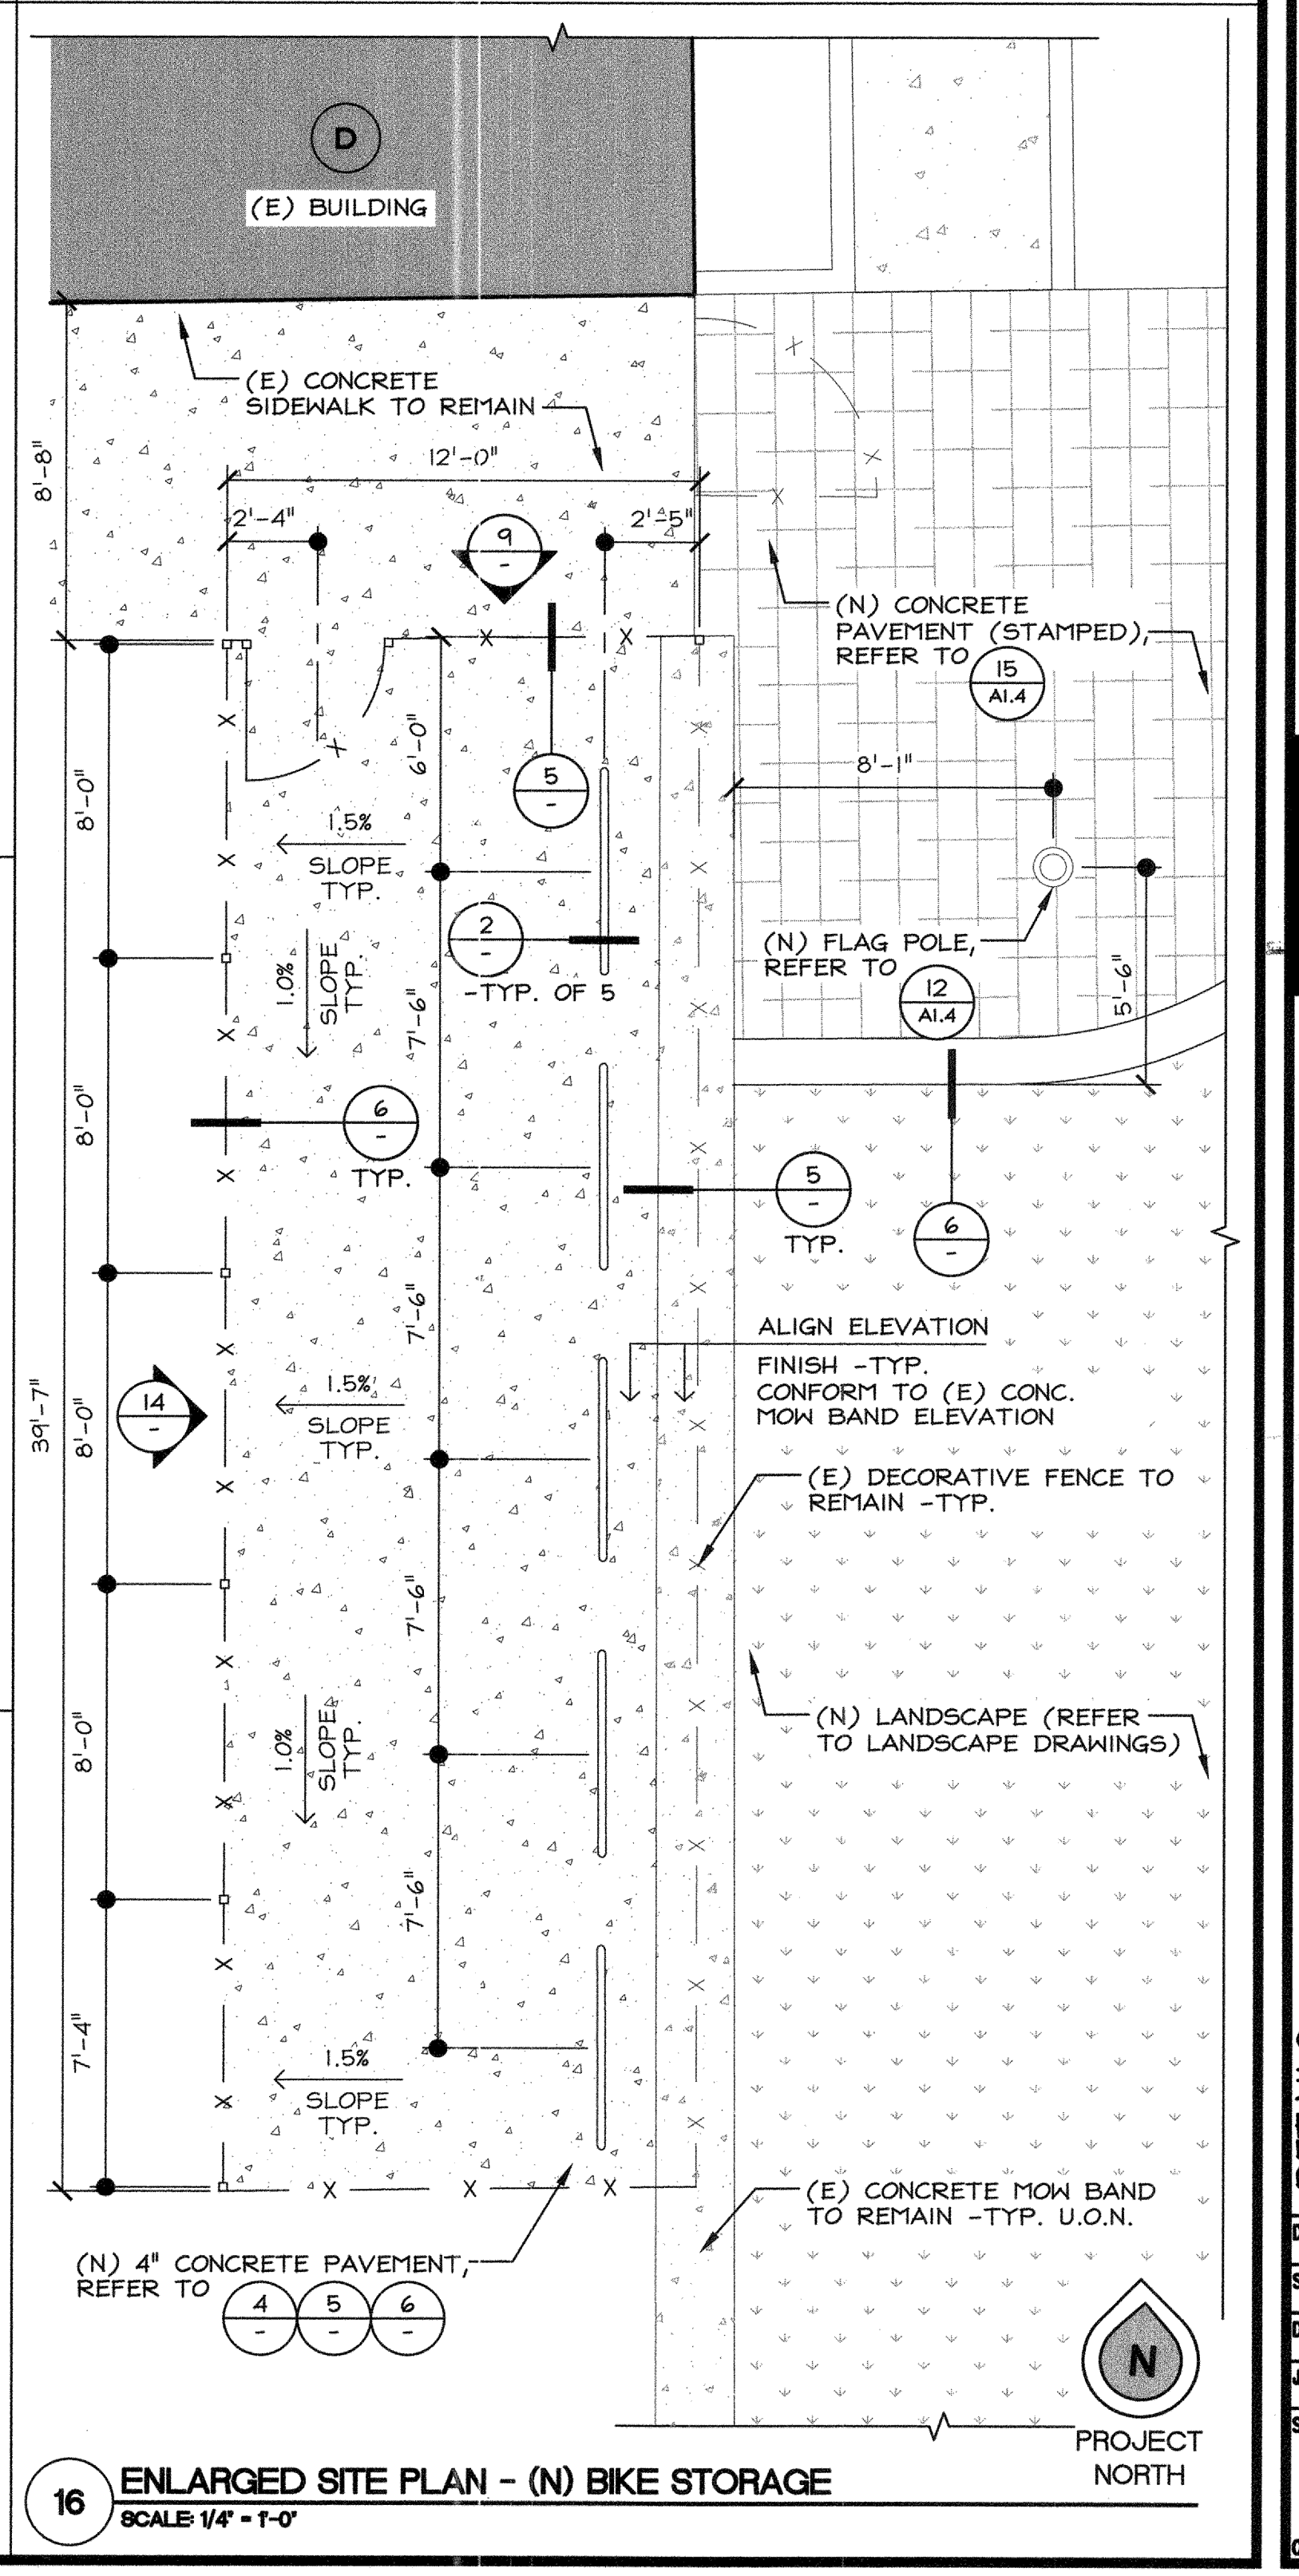 D
(E) BUILDING
(E) CONCRETE
SIDEWALK TO REMAIN
8'-8"
12'-0"
2'-4"
2'-5"
9
-
(N) CONCRETE
PAVEMENT (STAMPED),
REFER TO
15
A1.4
6'-0"
5
-
8'-1"
8'-0"
1.5%
SLOPE
TYP.
2
-
-TYP. OF 5
(N) FLAG POLE,
REFER TO
12
A1.4
5'-6"
1.0%
SLOPE
TYP.
7'-6"
8'-0"
6
-
TYP.
5
-
TYP.
6
-
7'-6"
ALIGN ELEVATION
FINISH -TYP.
CONFORM TO (E) CONC.
MOW BAND ELEVATION
39'-7"
8'-0"
14
-
1.5%
SLOPE
TYP.
(E) DECORATIVE FENCE TO
REMAIN -TYP.
7'-6"
8'-0"
1.0%
SLOPE
TYP.
(N) LANDSCAPE (REFER
TO LANDSCAPE DRAWINGS)
7'-6"
7'-4"
1.5%
SLOPE
TYP.
(E) CONCRETE MOW BAND
TO REMAIN -TYP. U.O.N.
(N) 4" CONCRETE PAVEMENT,
REFER TO
4
-
5
-
6
-
N
PROJECT
NORTH
16
ENLARGED SITE PLAN - (N) BIKE STORAGE
SCALE: 1/4" = 1'-0"